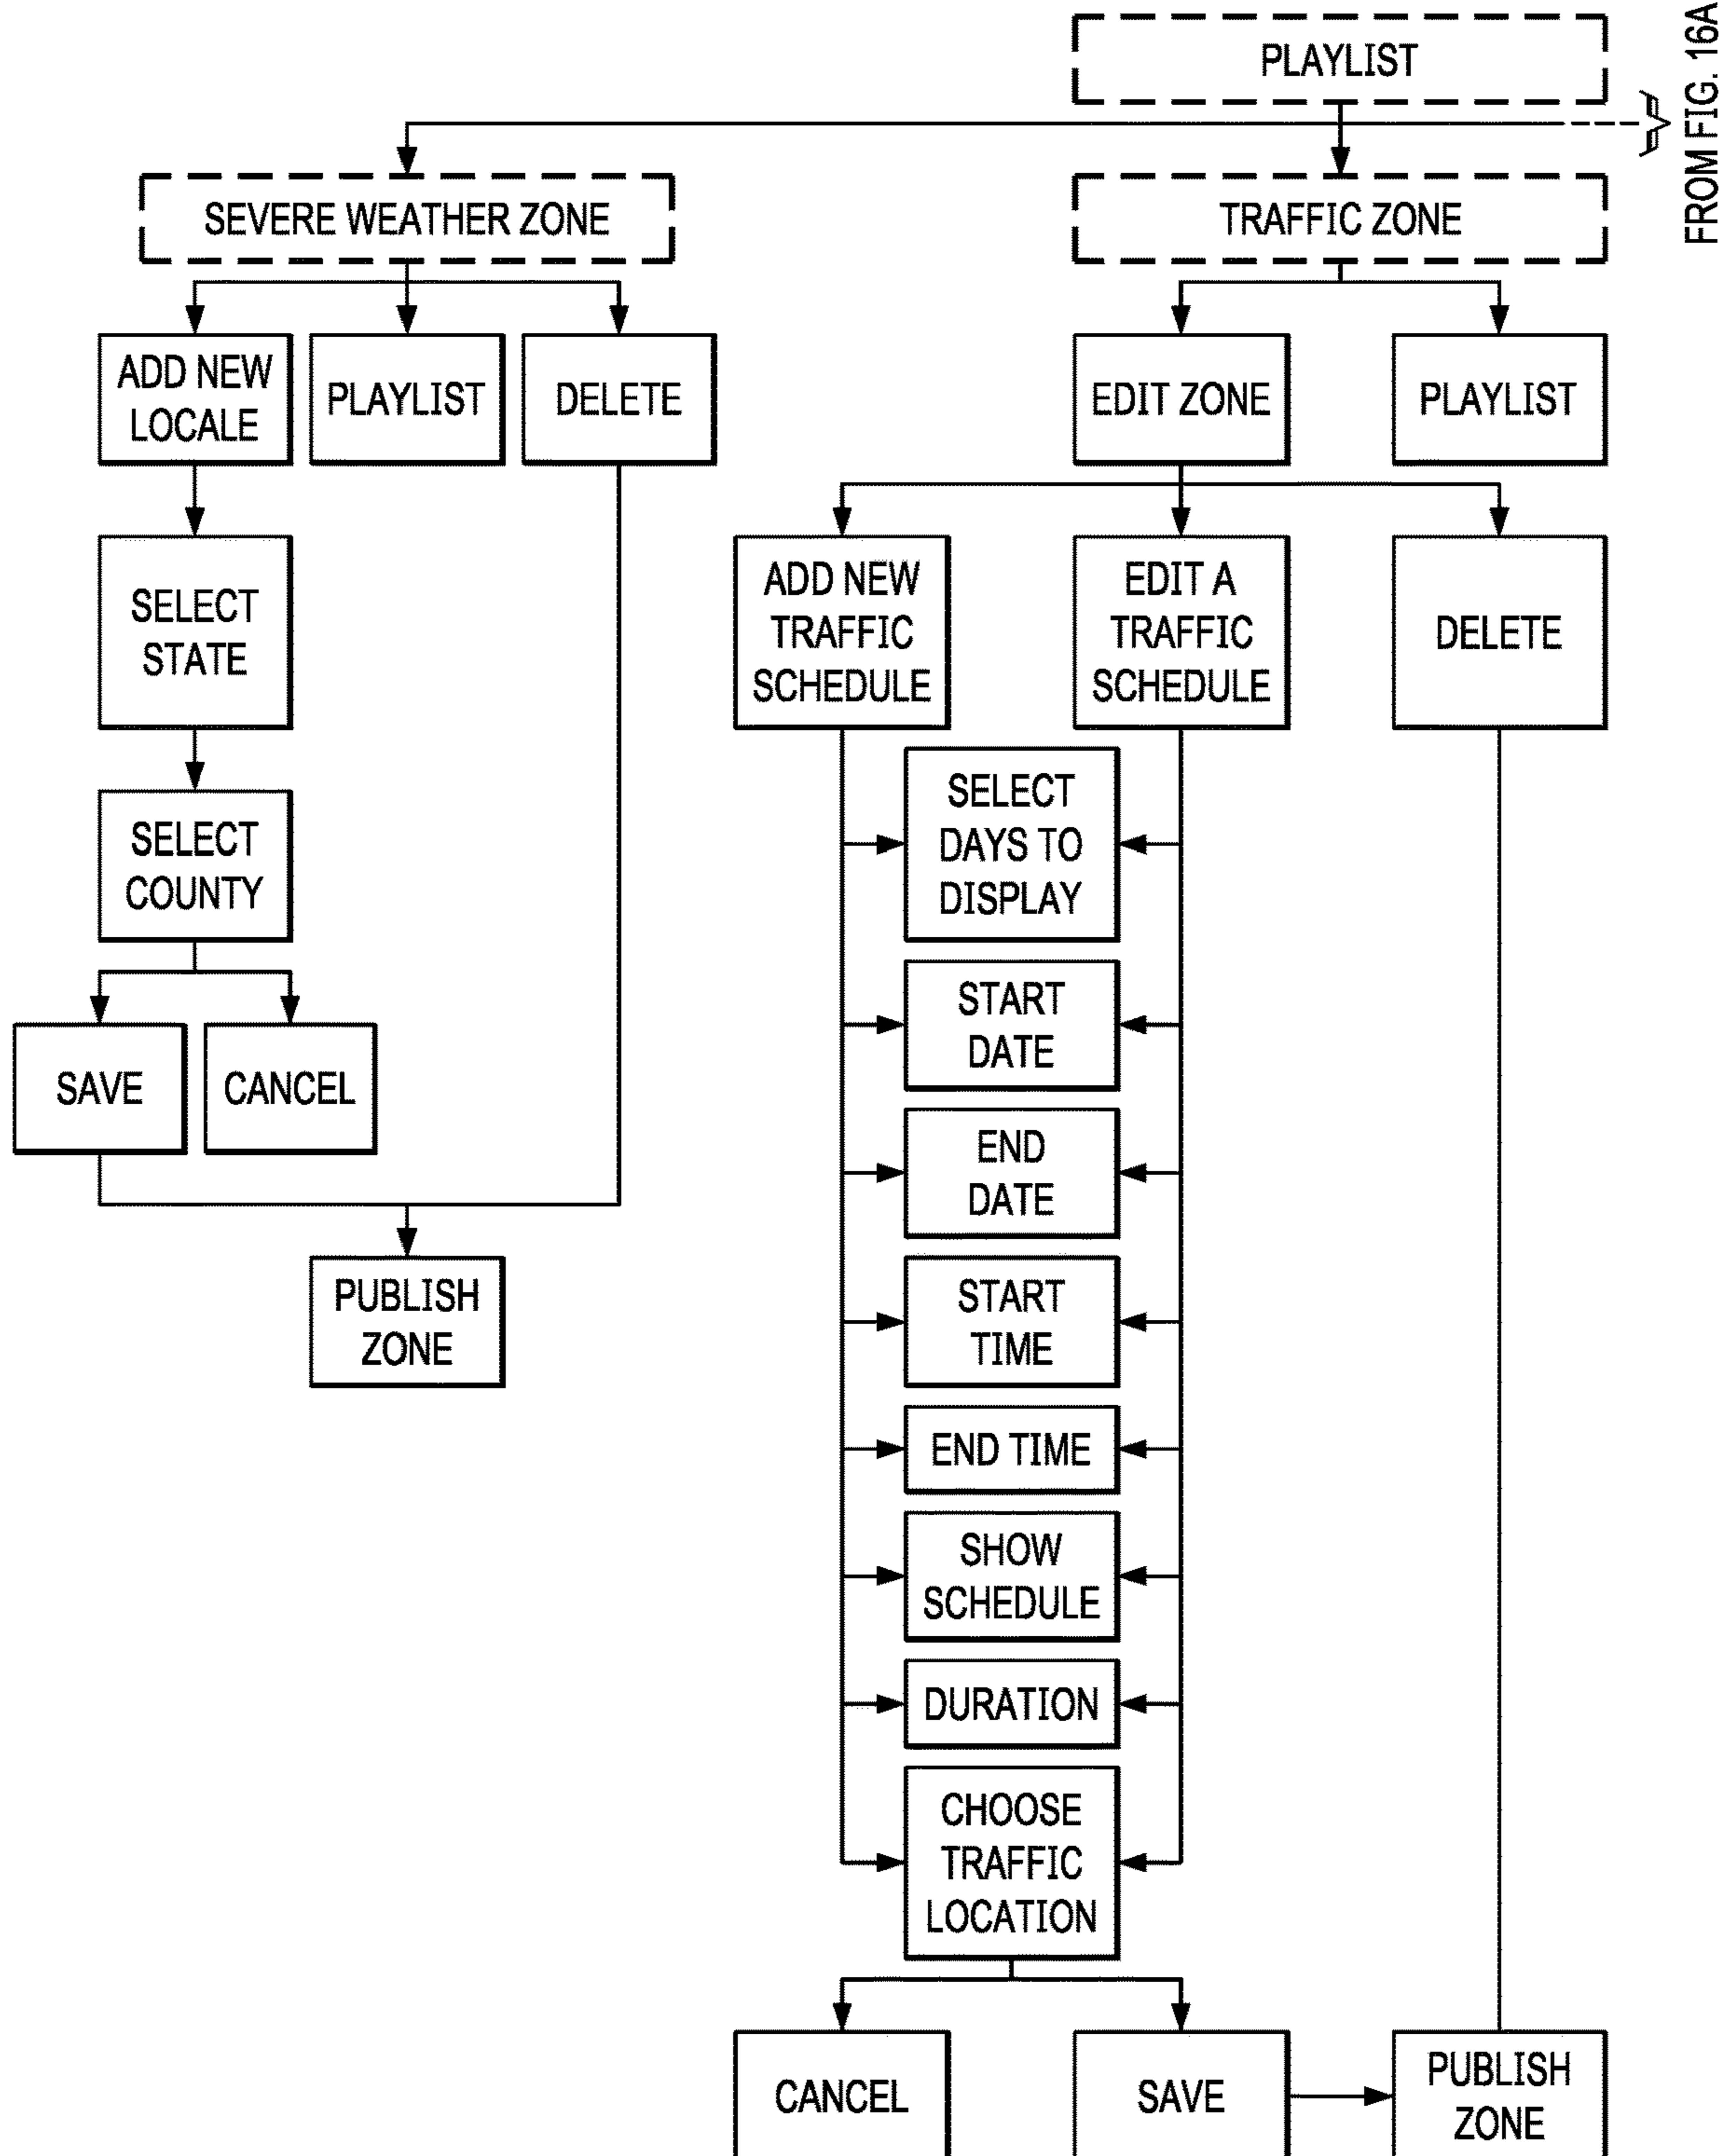 PLAYLIST
FROM FIG. 16A
SEVERE WEATHER ZONE
TRAFFIC ZONE
ADD NEW
LOCALE
PLAYLIST
DELETE
EDIT ZONE
PLAYLIST
SELECT
STATE
ADD NEW
TRAFFIC
SCHEDULE
EDIT A
TRAFFIC
SCHEDULE
DELETE
SELECT
COUNTY
SELECT
DAYS TO
DISPLAY
SAVE
CANCEL
START
DATE
END
DATE
PUBLISH
ZONE
START
TIME
END TIME
SHOW
SCHEDULE
DURATION
CHOOSE
TRAFFIC
LOCATION
CANCEL
SAVE
PUBLISH
ZONE